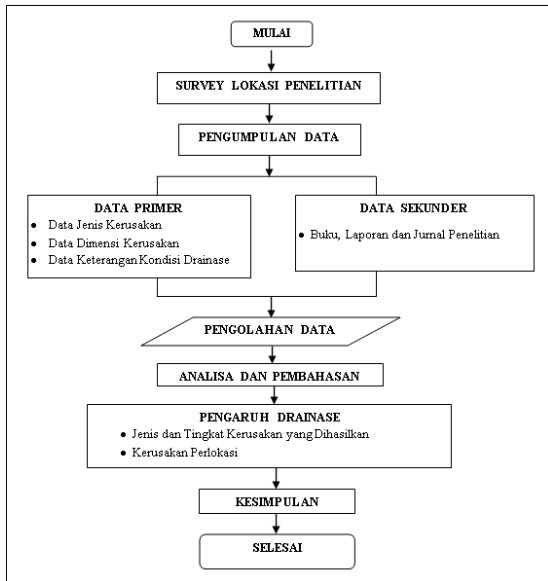 MULAI
SURVEY LOKASI PENELITIAN
PENGUMPULAN DATA
DATA PRIMER
• Data Jenis Kerusakan
• Data Dimensi Kerusakan
• Data Keterangan Kondisi Drainase
DATA SEKUNDER
• Buku, Laporan dan Jurnal Penelitian
PENGOLAHAN DATA
ANALISA DAN PEMBAHASAN
PENGARUH DRAINASE
• Jenis dan Tingkat Kerusakan yang Dihasilkan
• Kerusakan Perlokasi
KESIMPULAN
SELESAI